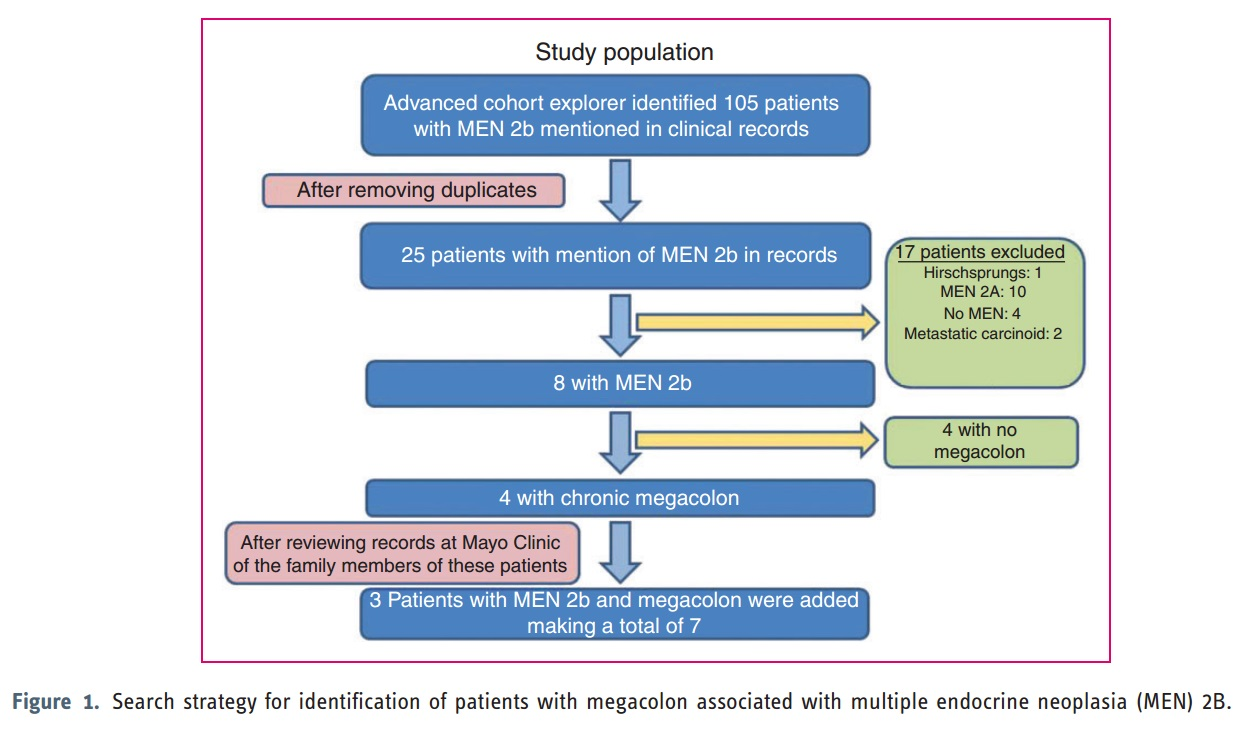 Study population
Advanced cohort explorer identified 105 patients
with MEN 2b mentioned in clinical records
After removing duplicates
25 patients with mention of MEN 2b in records
17 patients excluded
Hirschsprungs: 1
MEN 2A: 10
No MEN: 4
Metastatic carcinoid: 2
8 with MEN 2b
4 with no
megacolon
4 with chronic megacolon
After reviewing records at Mayo Clinic
of the family members of these patients
3 Patients with MEN 2b and megacolon were added
making a total of 7
Figure 1. Search strategy for identification of patients with megacolon associated with multiple endocrine neoplasia (MEN) 2B.